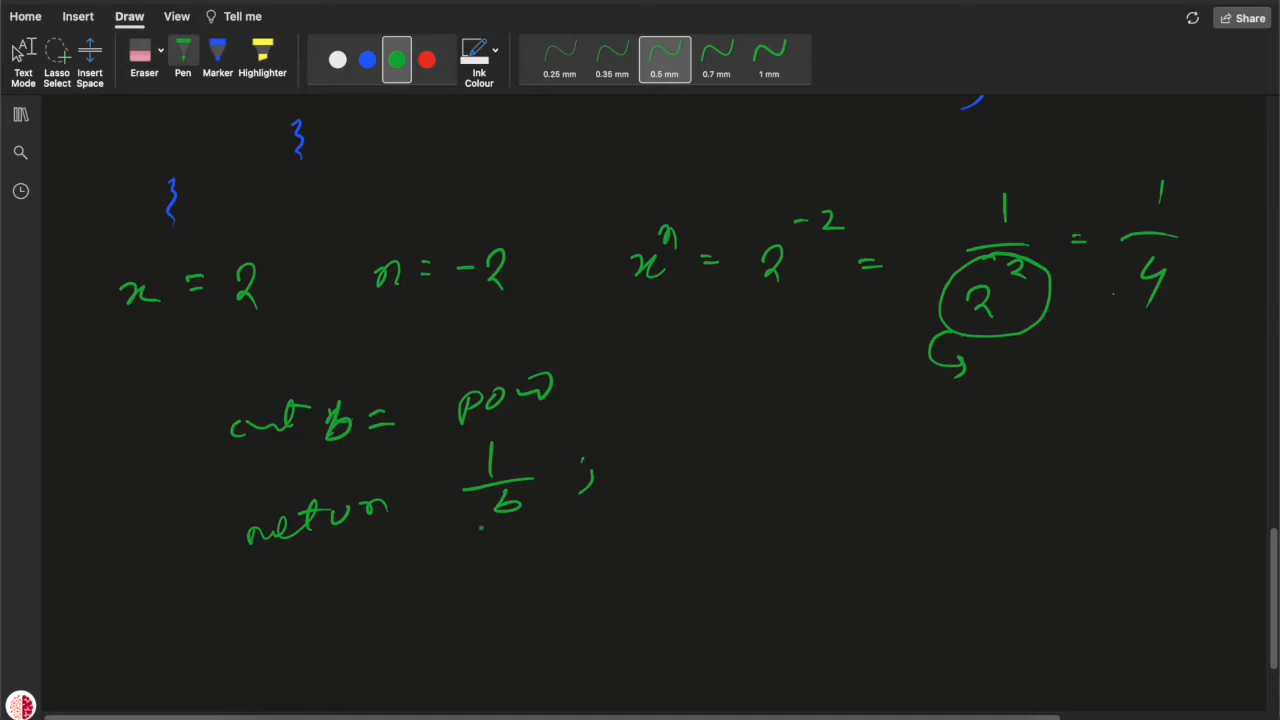 Home Insert Draw View Tell me
Share
Text Mode
Lasso Select
Insert Space
Eraser
Pen
Marker
Highlighter
Ink Colour
0.25 mm
0.35 mm
0.5 mm
0.7 mm
1 mm
}
}
x = 2 n = -2 xⁿ = 2⁻² = 1/2² = 1/4
int b = pow
return 1/b ;